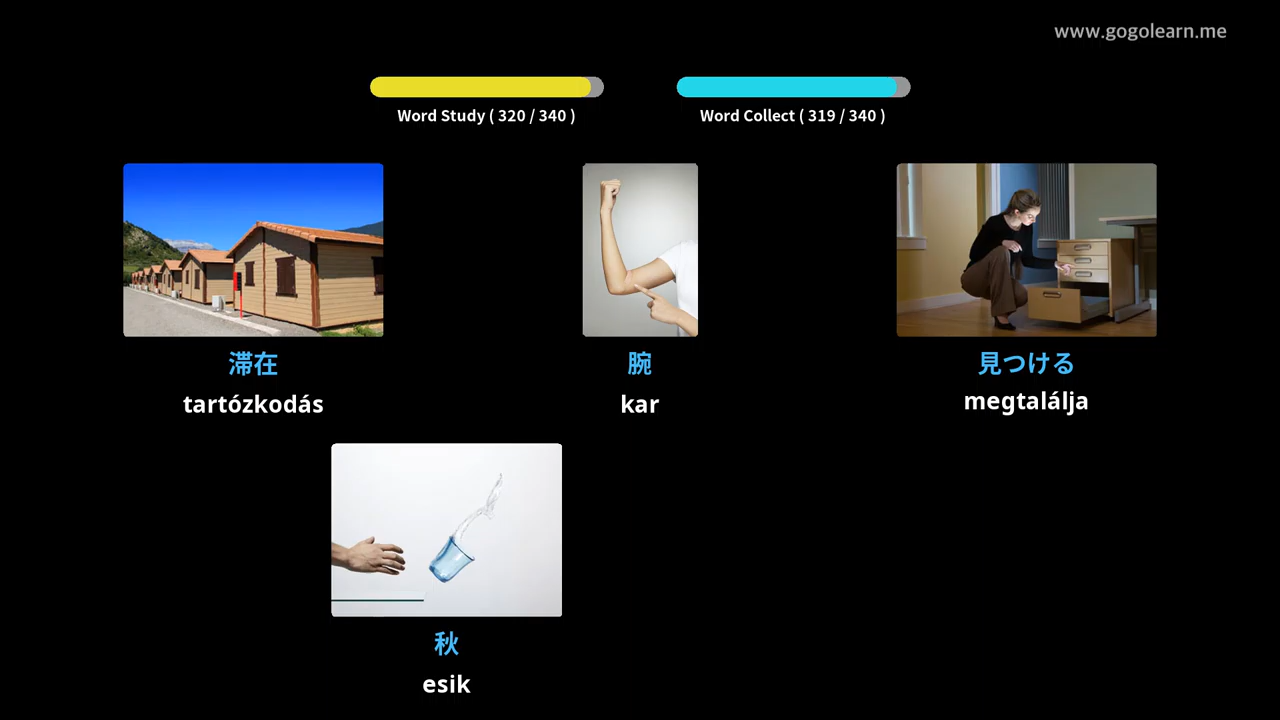 www.gogolearn.me
Word Study ( 320 / 340 )
Word Collect ( 319 / 340 )
滞在
tartózkodás
腕
kar
見つける
megtalálja
秋
esik